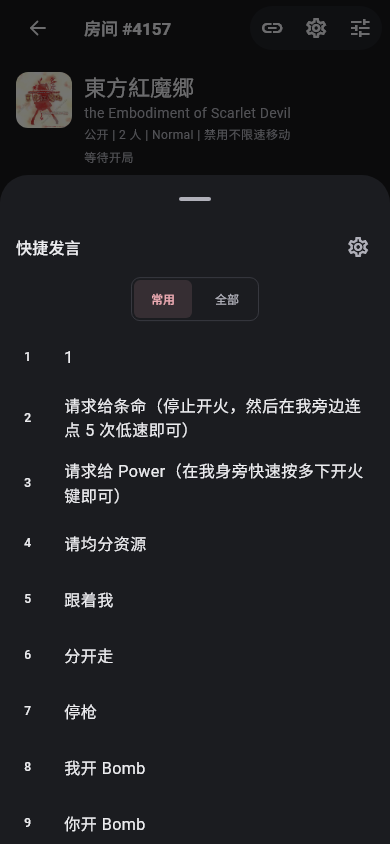 房间 #4157
東方紅魔郷
the Embodiment of Scarlet Devil
公开 | 2 人 | Normal | 禁用不限速移动
等待开局
快捷发言
常用
全部
1
1
2
请求给条命（停止开火，然后在我旁边连
点 5 次低速即可）
3
请求给 Power（在我身旁快速按多下开火
键即可）
4
请均分资源
5
跟着我
6
分开走
7
停枪
8
我开 Bomb
9
你开 Bomb